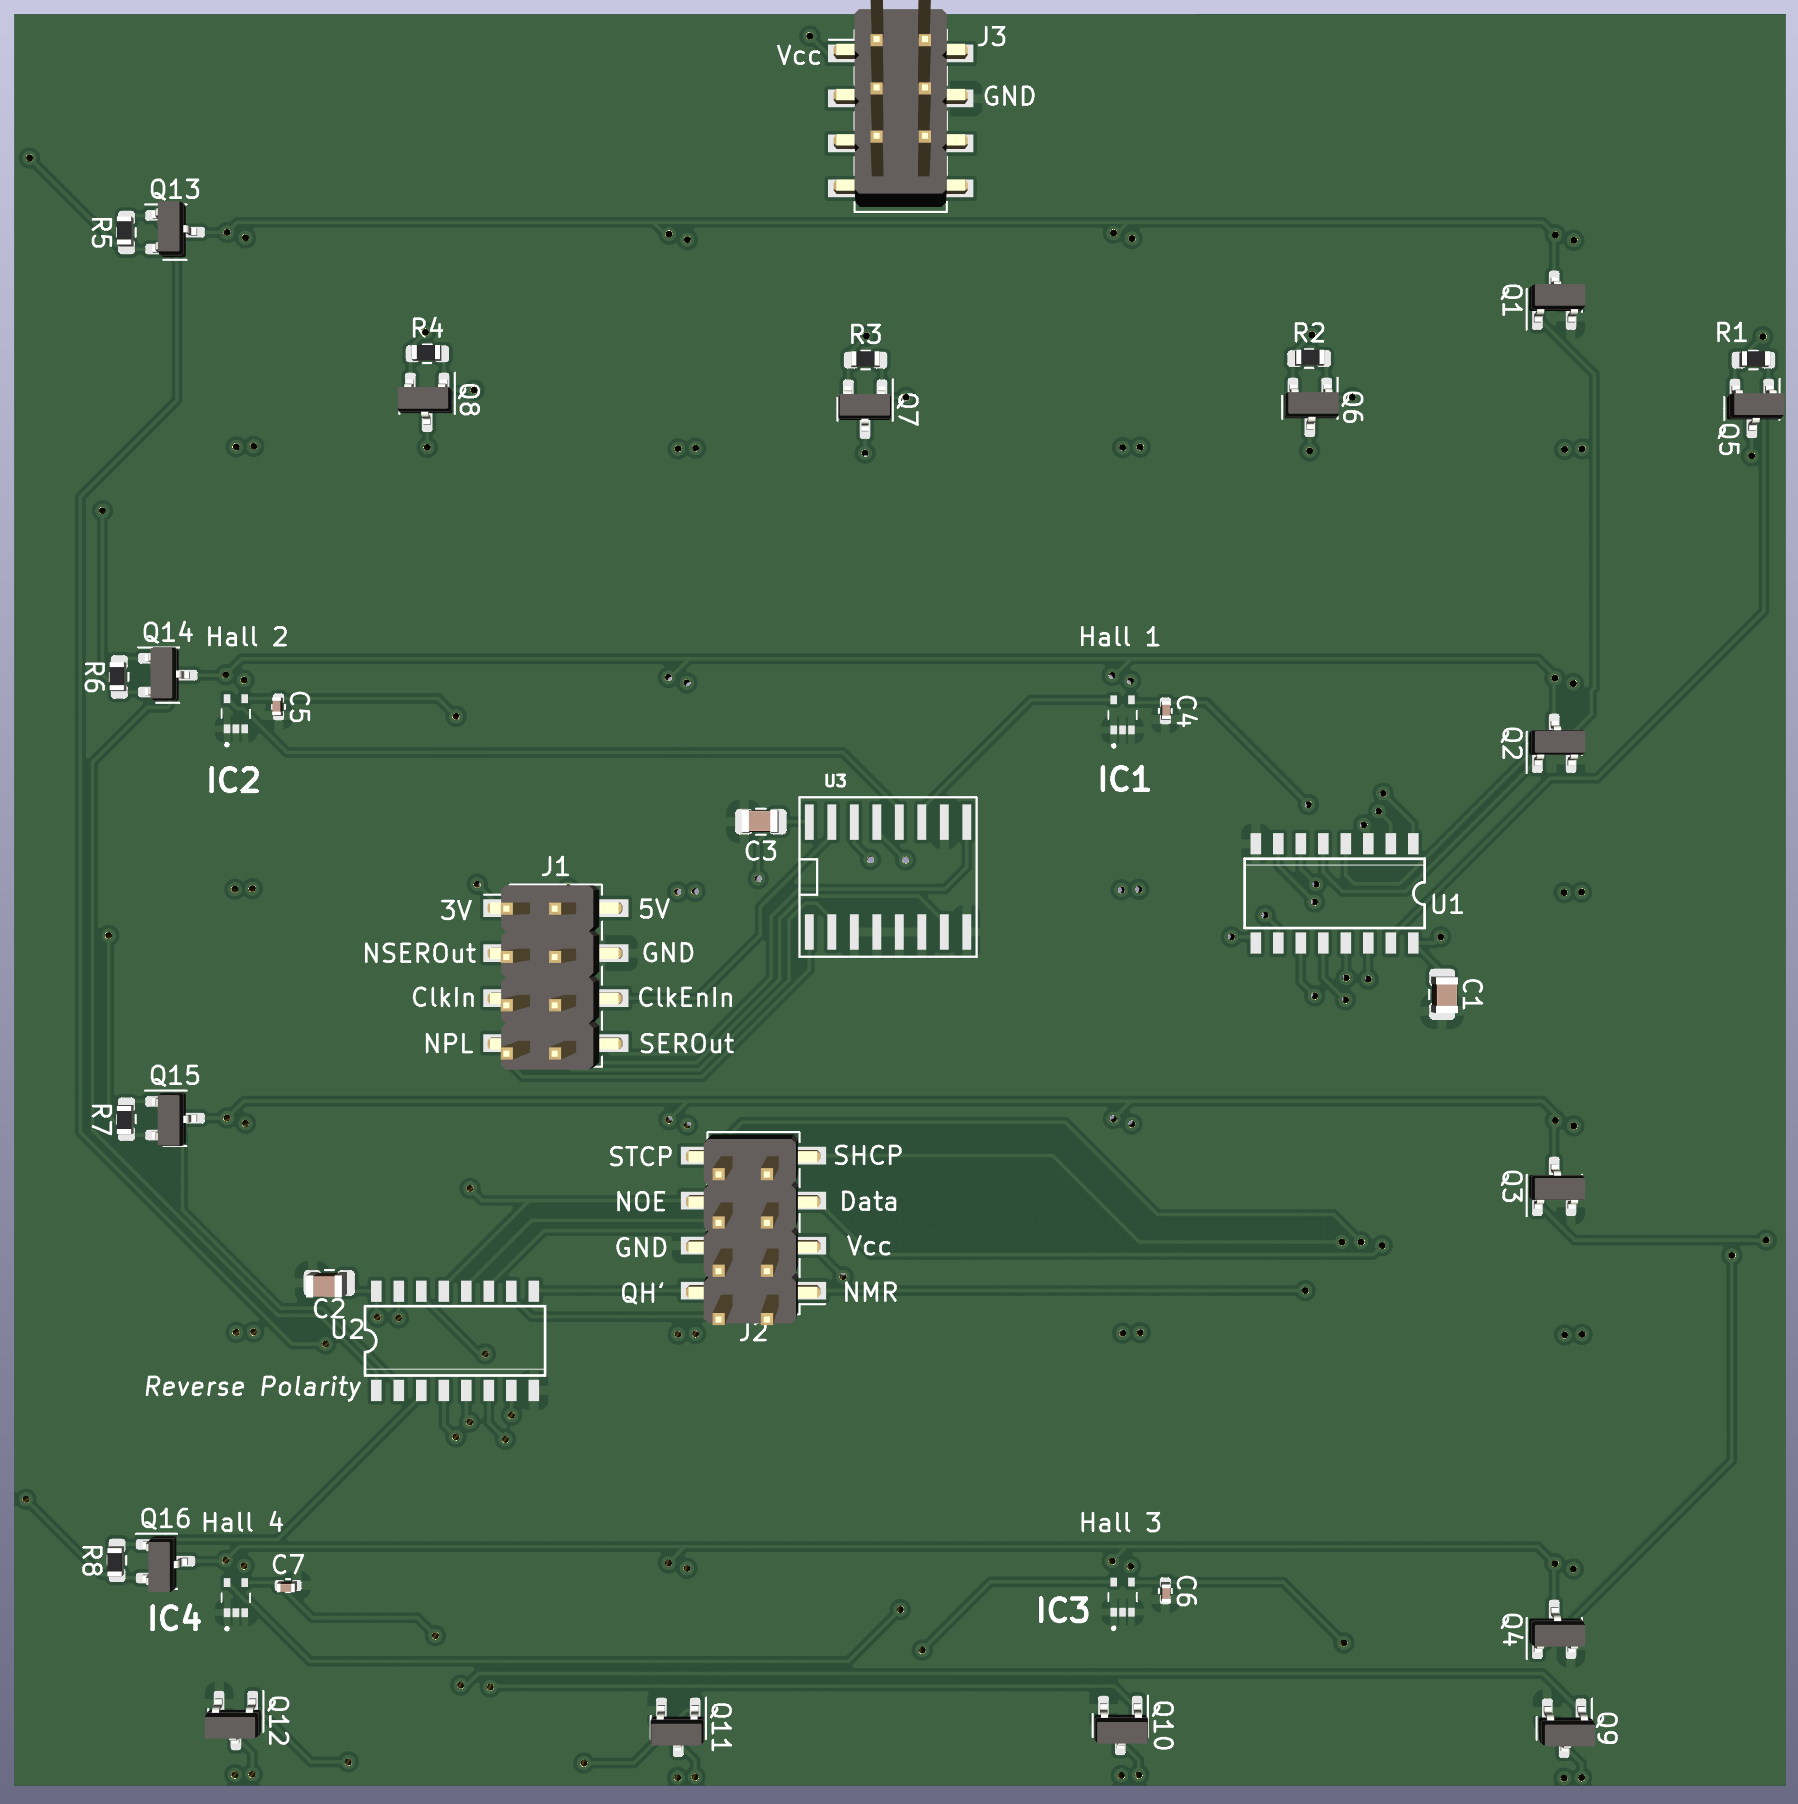 J3
Vcc
GND
Q13
R5
Q1
R4
R3
R2
R1
Q8
Q7
Q6
Q5
Q14
Hall 2
Hall 1
R6
C5
C4
Q2
IC2
IC1
U3
C3
J1
3V
5V
U1
NSEROut
GND
ClkIn
ClkEnIn
C1
NPL
SEROut
Q15
R7
STCP
SHCP
Q3
NOE
Data
GND
Vcc
QH'
NMR
C2
U2
J2
Reverse Polarity
Q16
Hall 4
Hall 3
R8
C7
C6
IC4
IC3
Q4
Q12
Q11
Q10
Q9